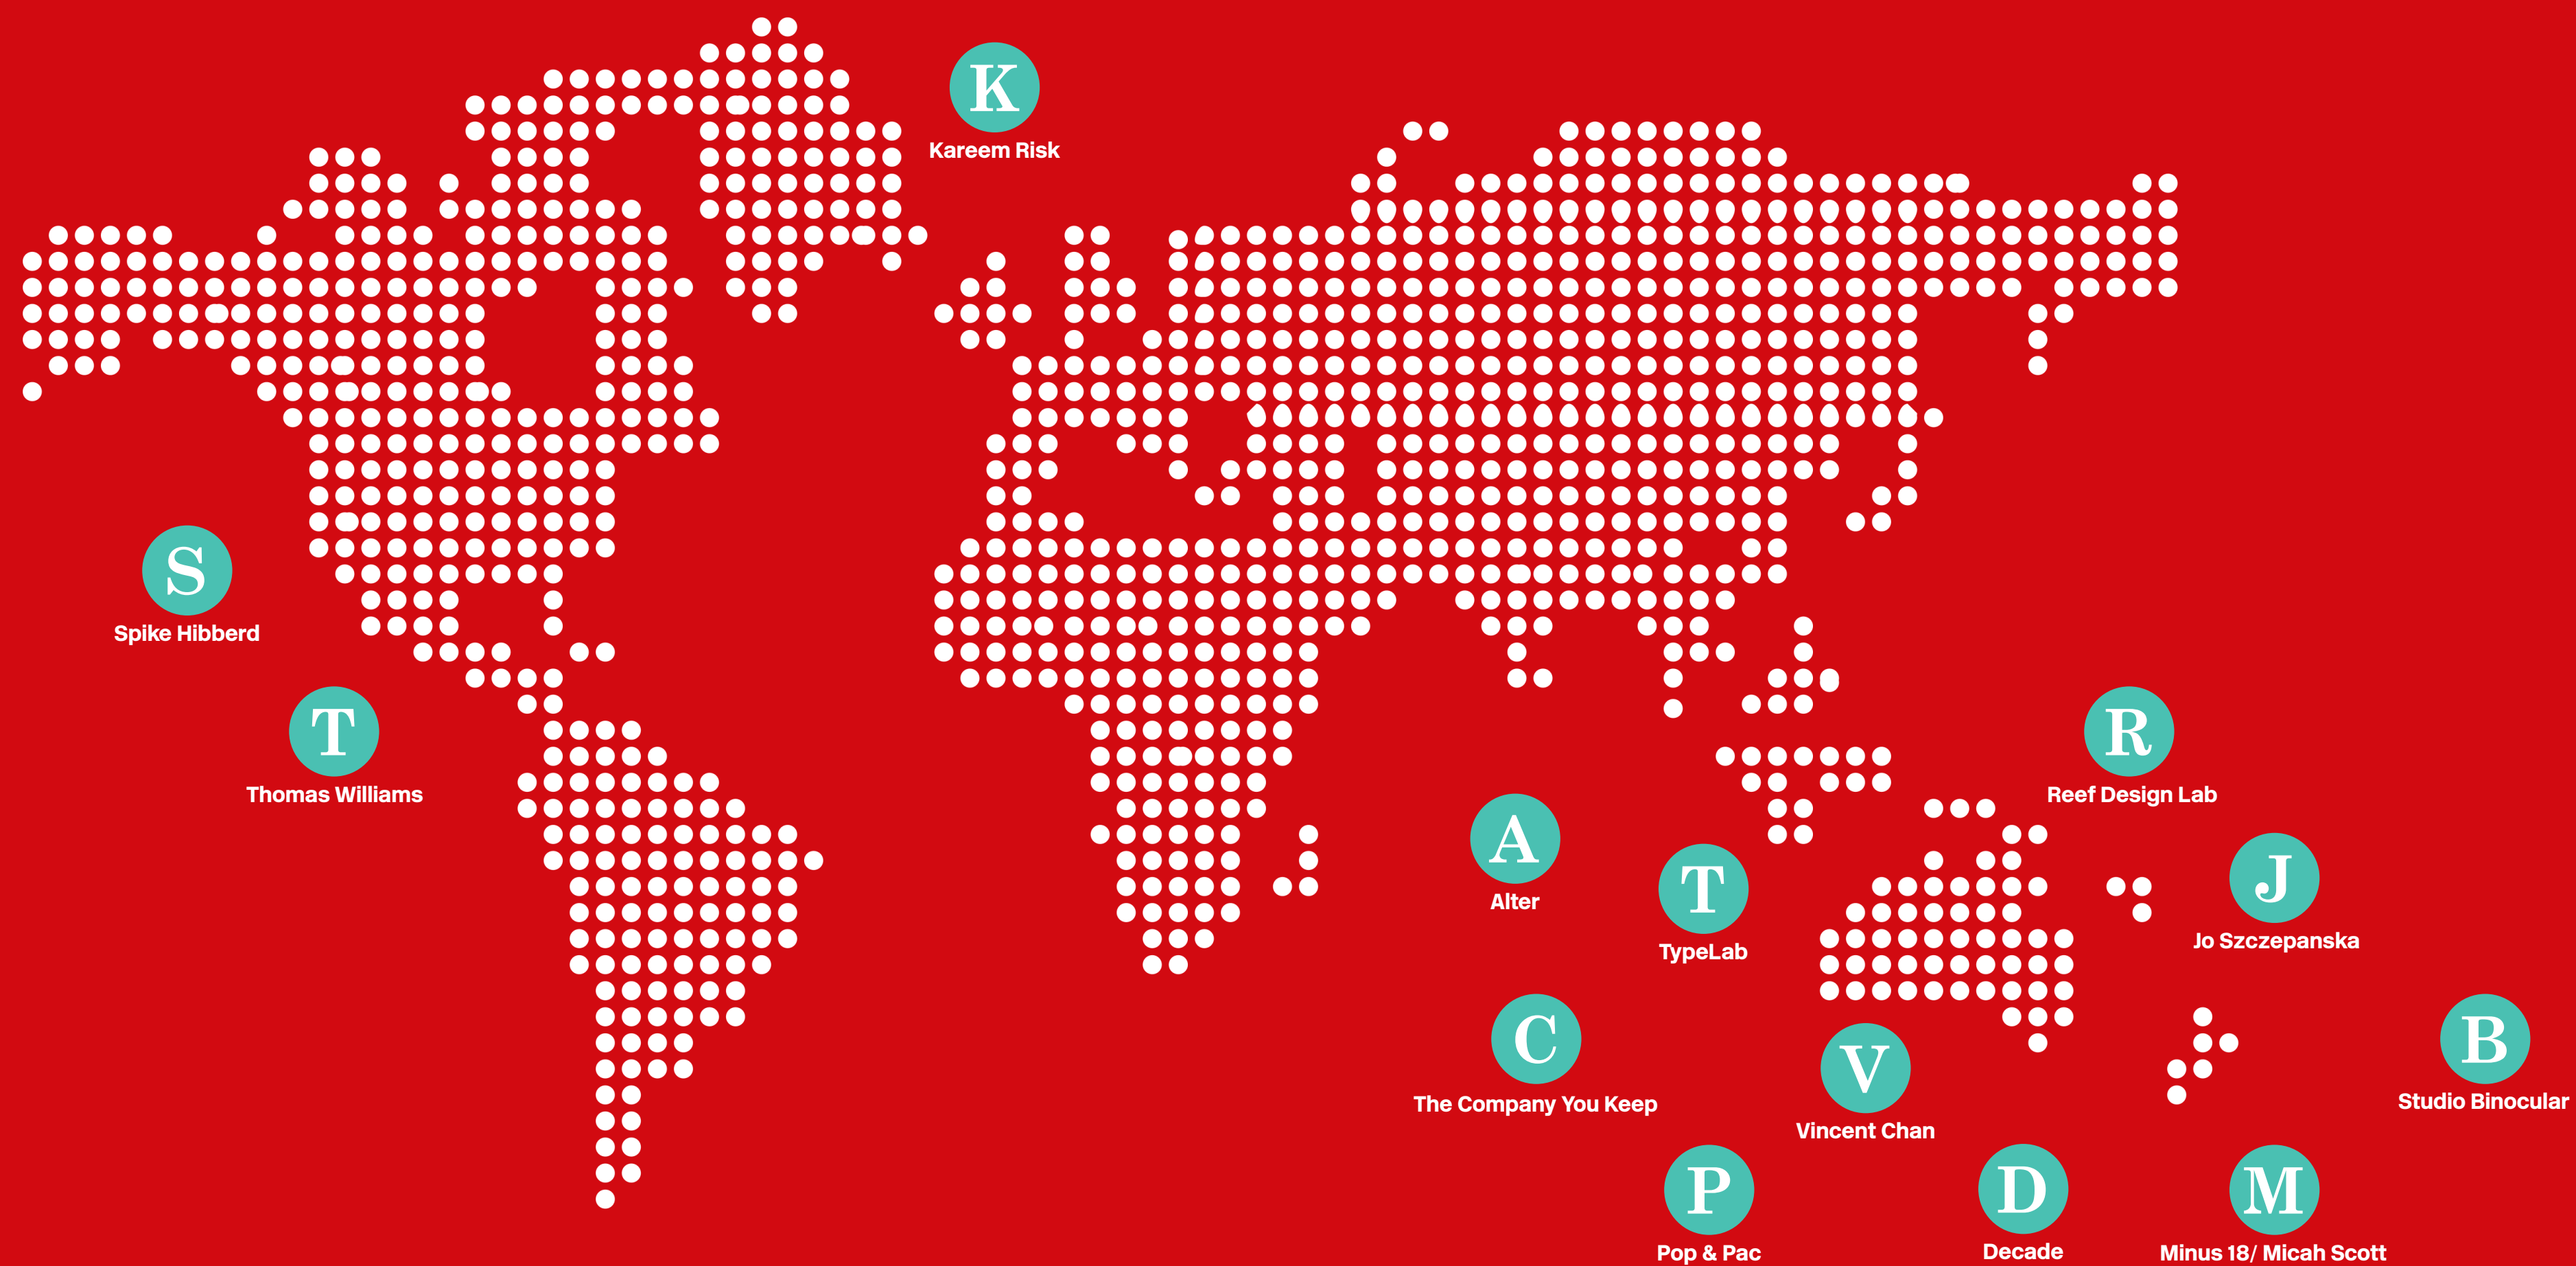 K
Kareem Risk
S
Spike Hibberd
T
Thomas Williams
R
Reef Design Lab
A
Alter
T
TypeLab
J
Jo Szczepanska
C
The Company You Keep
V
Vincent Chan
B
Studio Binocular
P
Pop & Pac
D
Decade
M
Minus 18/ Micah Scott